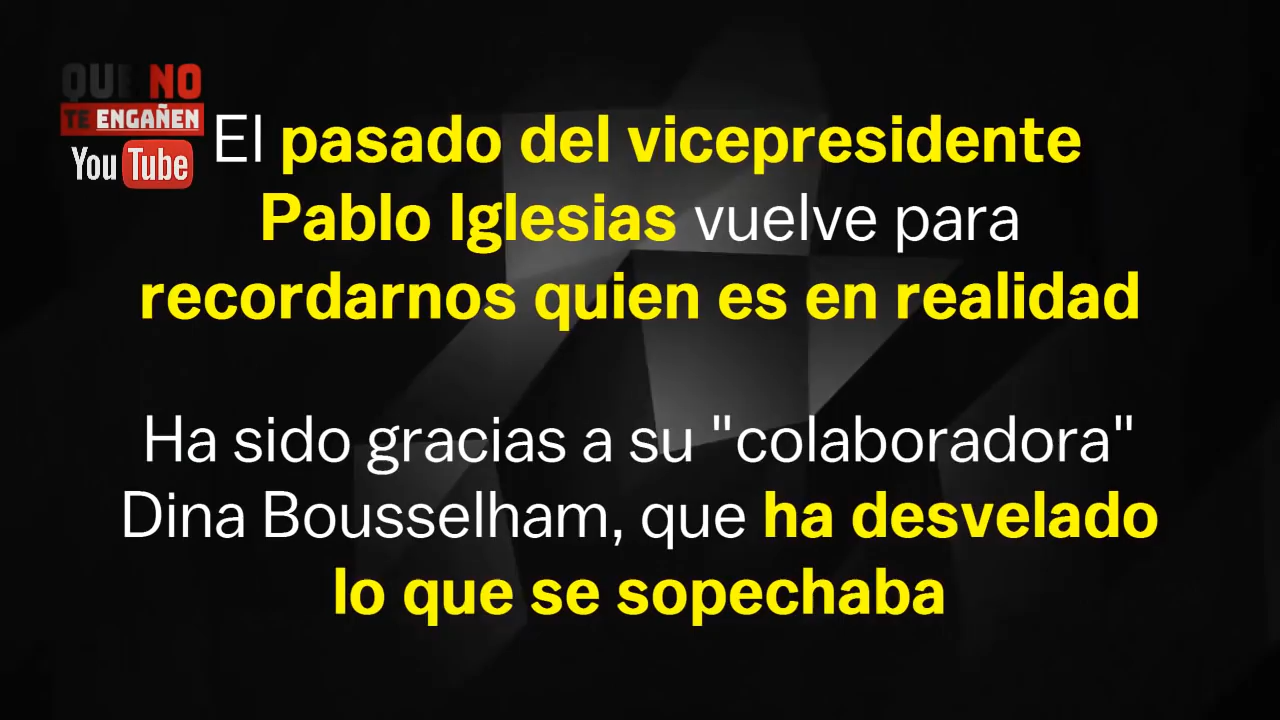 QUE NO
TE ENGAÑEN
YouTube
El pasado del vicepresidente
Pablo Iglesias vuelve para
recordarnos quien es en realidad
Ha sido gracias a su "colaboradora"
Dina Bousselham, que ha desvelado
lo que se sopechaba